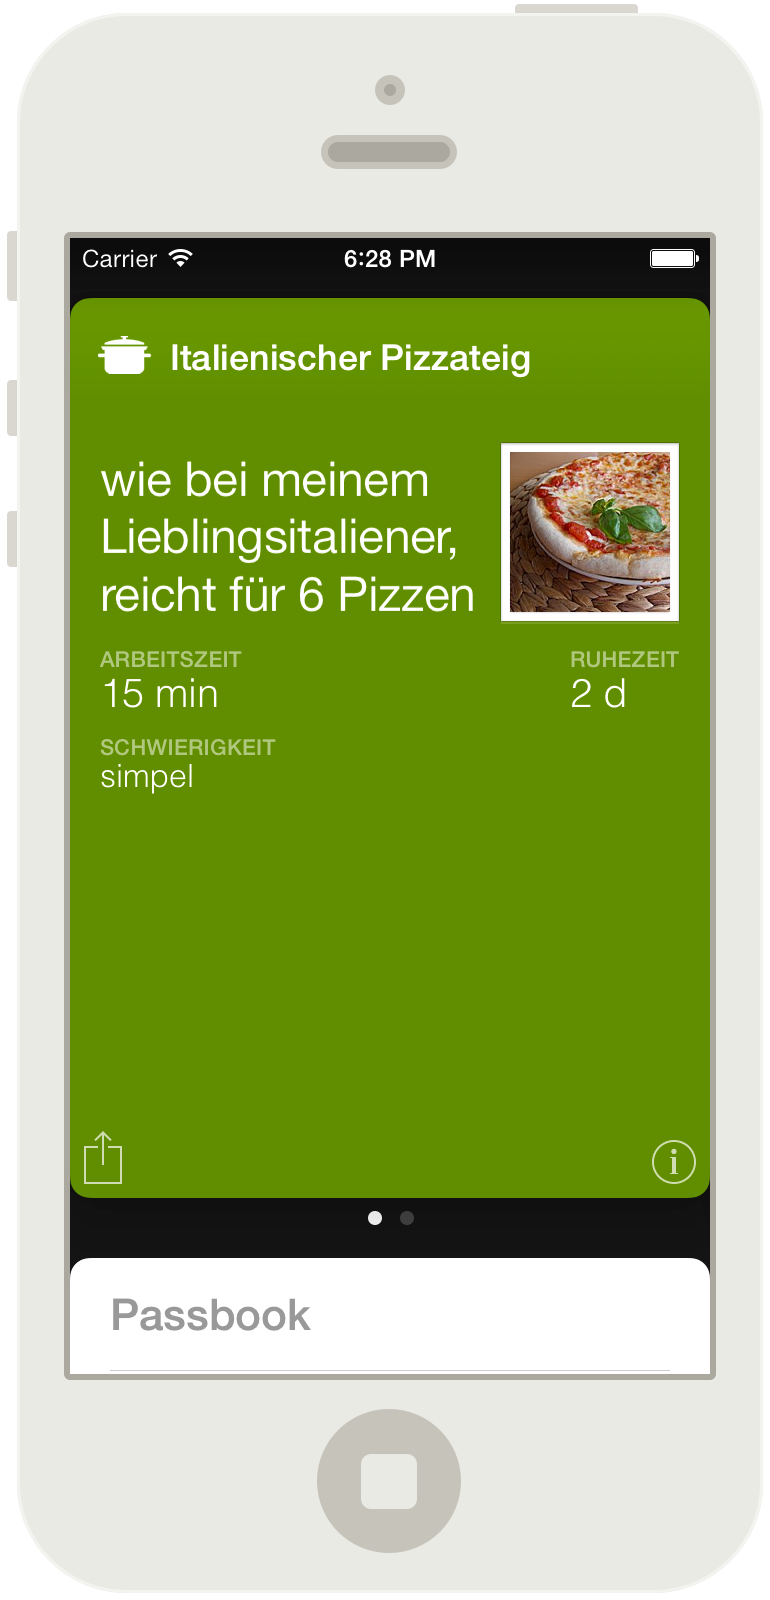 Carrier 6:28 PM
Italienischer Pizzateig
wie bei meinem
Lieblingsitaliener,
reicht für 6 Pizzen
ARBEITSZEIT RUHEZEIT
15 min 2 d
SCHWIERIGKEIT
simpel
i
Passbook